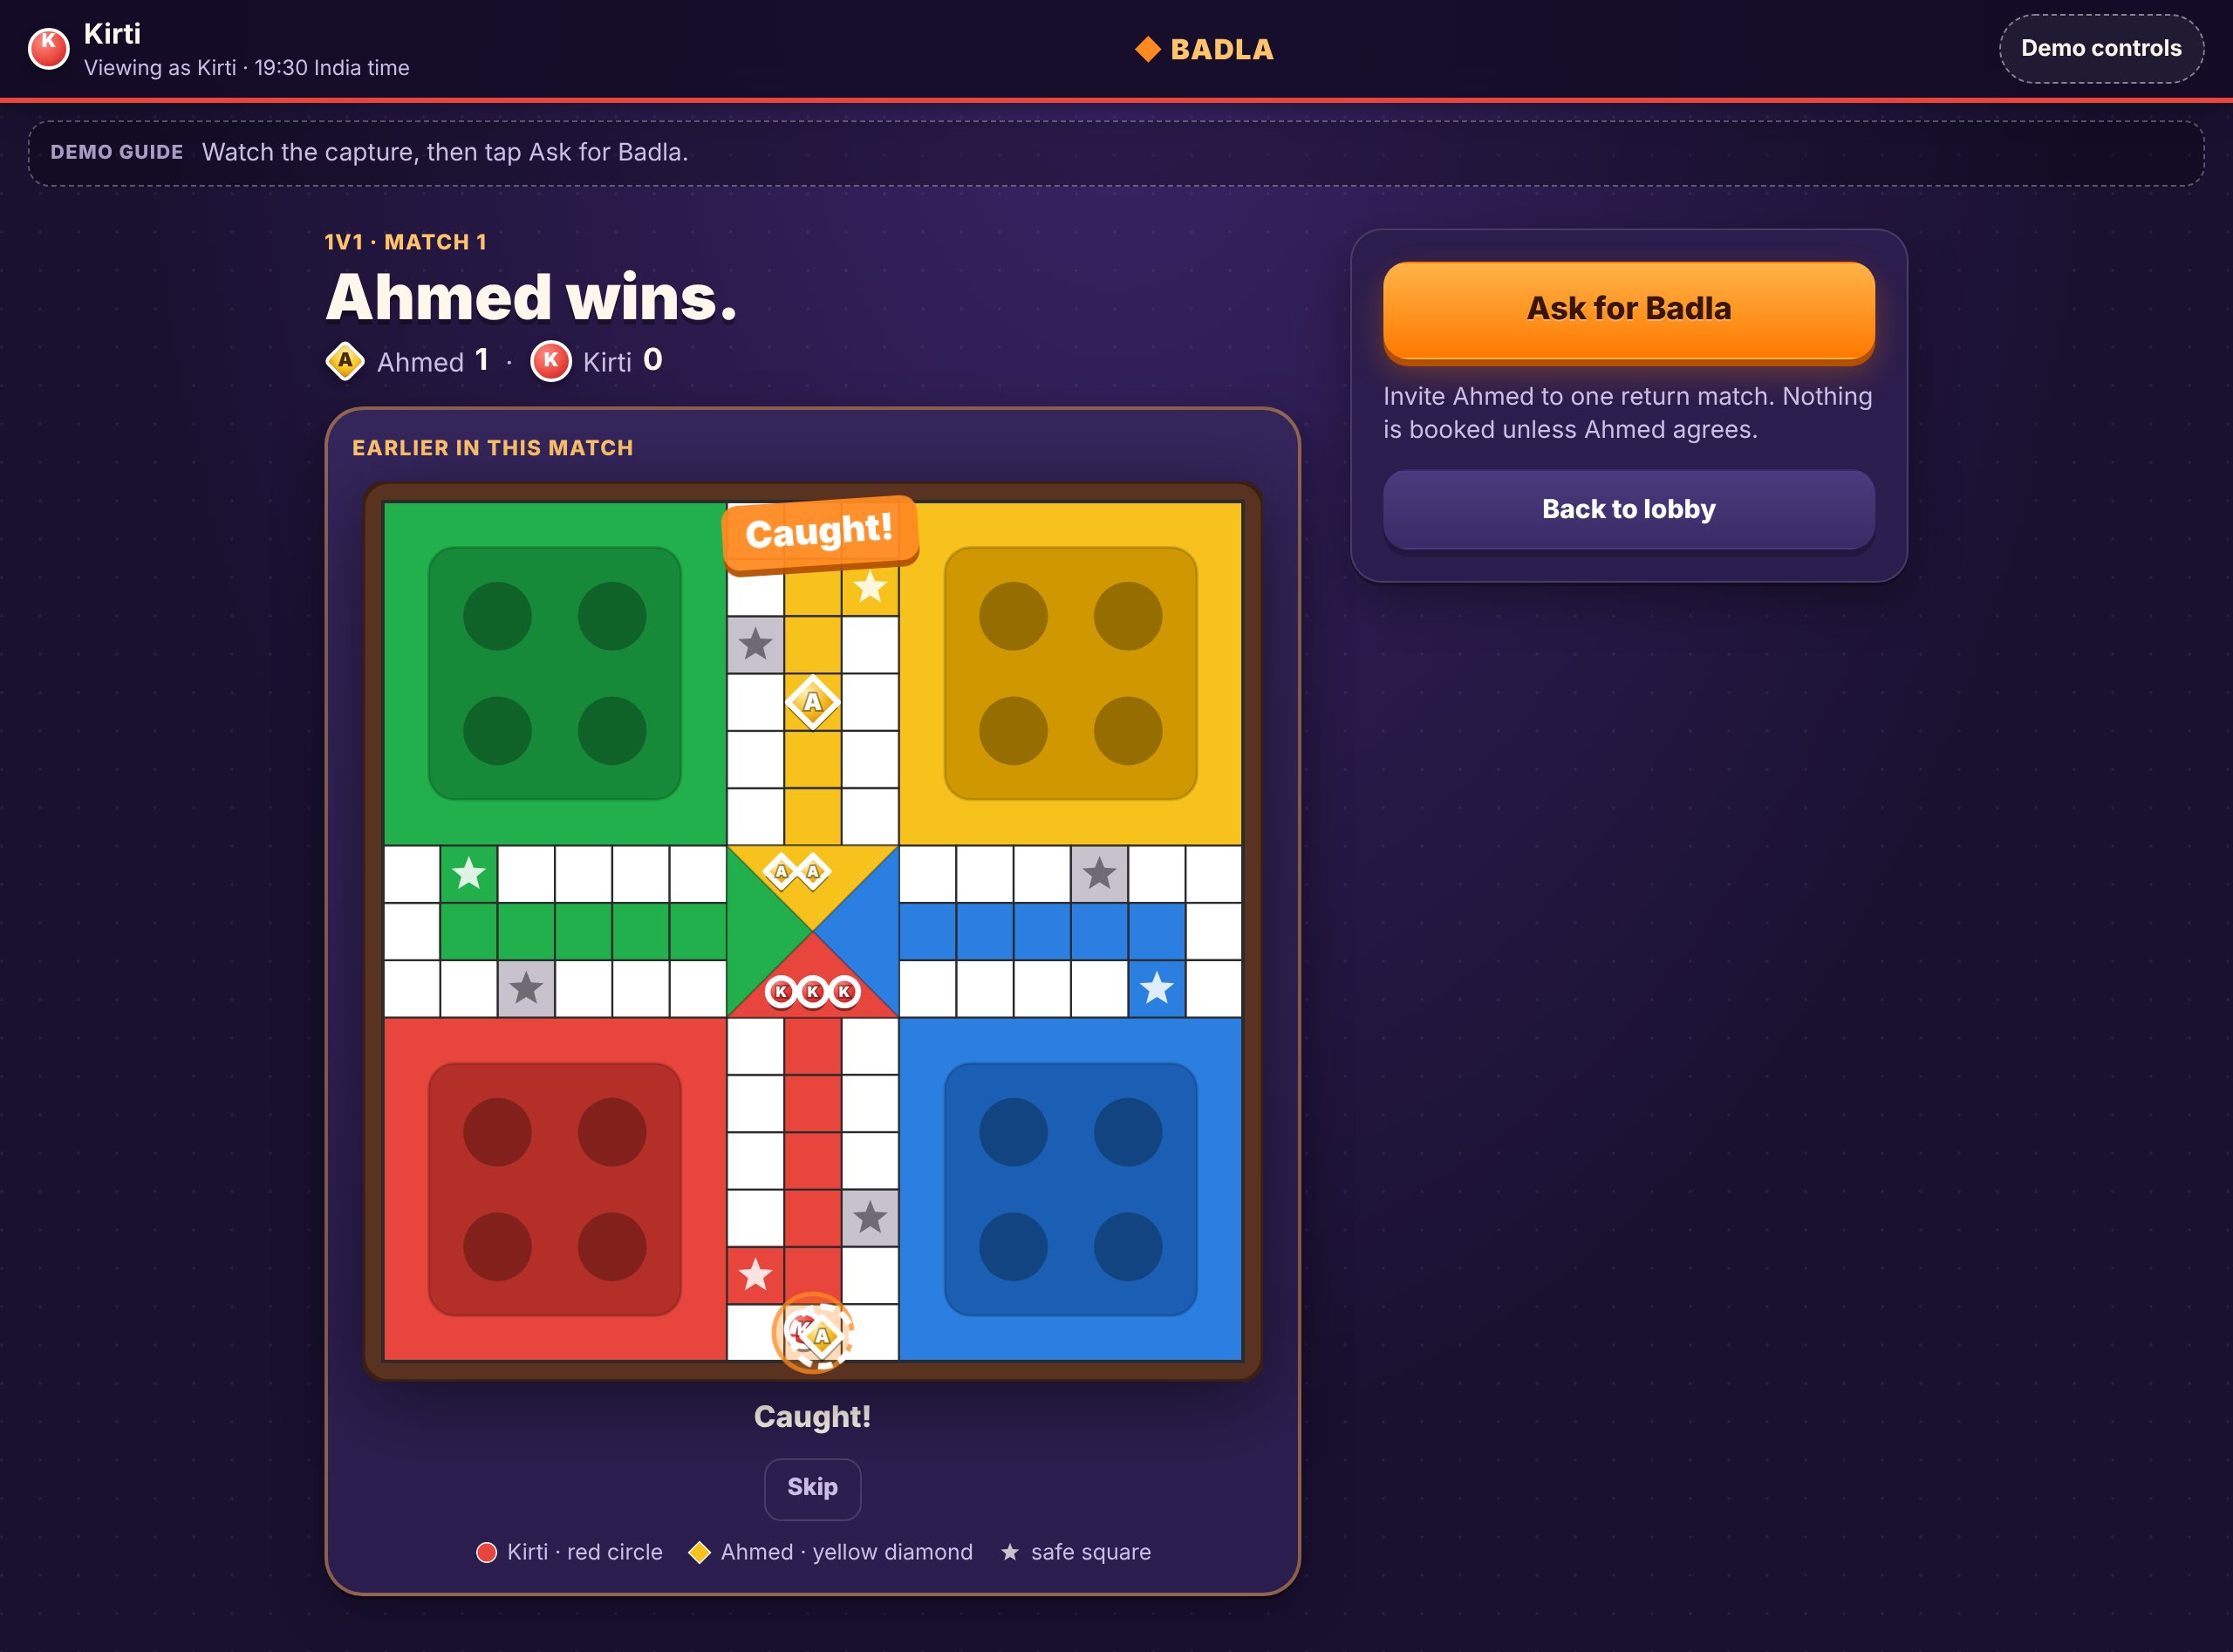 K
Kirti
Viewing as Kirti · 19:30 India time
BADLA
Demo controls
DEMO GUIDE Watch the capture, then tap Ask for Badla.
1V1 · MATCH 1
Ahmed wins.
A Ahmed 1 · K Kirti 0
EARLIER IN THIS MATCH
Caught!
A
A A
K K K
K A
Caught!
Skip
Kirti · red circle Ahmed · yellow diamond safe square
Ask for Badla
Invite Ahmed to one return match. Nothing
is booked unless Ahmed agrees.
Back to lobby